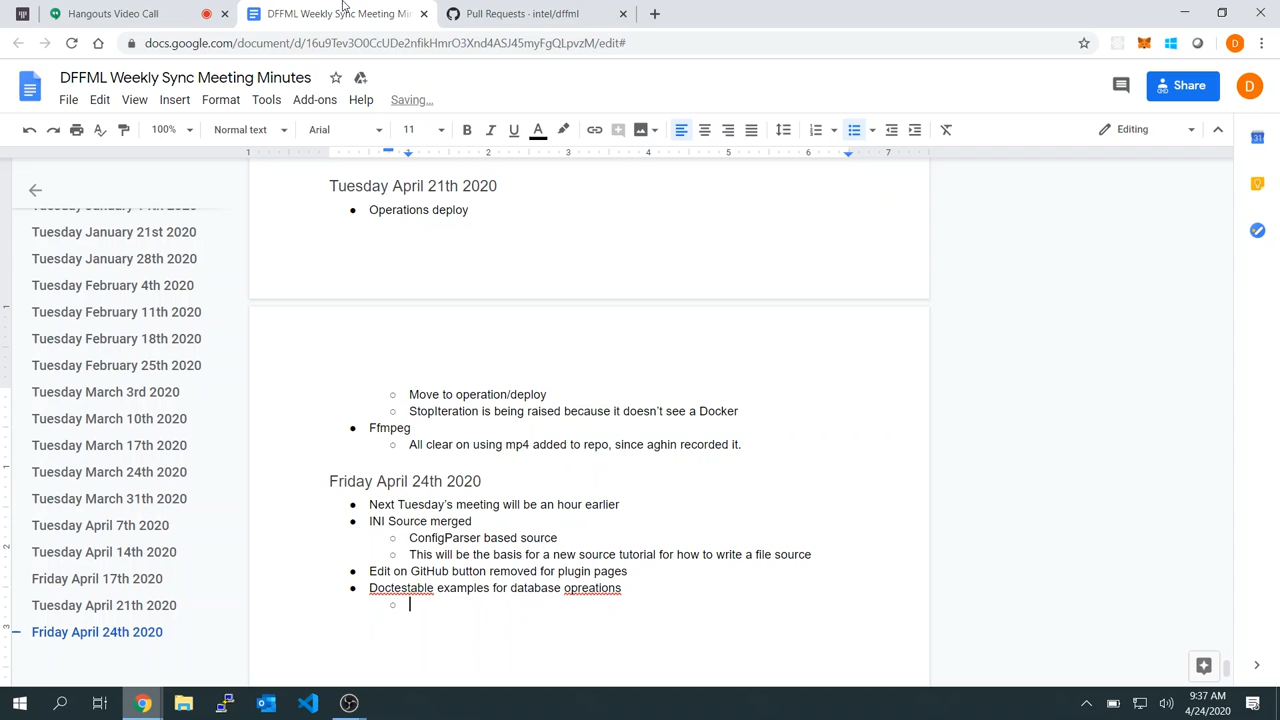 Hangouts Video Call
DFFML Weekly Sync Meeting Min
Pull Requests · intel/dffml
docs.google.com/document/d/16u9Tev3O0CcUDe2nfikHmrO3Xnd4ASJ45myFgQLpvzM/edit#
D
DFFML Weekly Sync Meeting Minutes
File Edit View Insert Format Tools Add-ons Help Saving...
Share
D
100% Normal text Arial 11 B I U A Editing
1 1 2 3 4 5 6 7
Tuesday January 21st 2020
Tuesday January 28th 2020
Tuesday February 4th 2020
Tuesday February 11th 2020
Tuesday February 18th 2020
Tuesday February 25th 2020
Tuesday March 3rd 2020
Tuesday March 10th 2020
Tuesday March 17th 2020
Tuesday March 24th 2020
Tuesday March 31th 2020
Tuesday April 7th 2020
Tuesday April 14th 2020
Friday April 17th 2020
Tuesday April 21th 2020
Friday April 24th 2020
Tuesday April 21th 2020
Operations deploy
Move to operation/deploy
StopIteration is being raised because it doesn't see a Docker
Ffmpeg
All clear on using mp4 added to repo, since aghin recorded it.
Friday April 24th 2020
Next Tuesday's meeting will be an hour earlier
INI Source merged
ConfigParser based source
This will be the basis for a new source tutorial for how to write a file source
Edit on GitHub button removed for plugin pages
Doctestable examples for database opreations
9:37 AM
4/24/2020